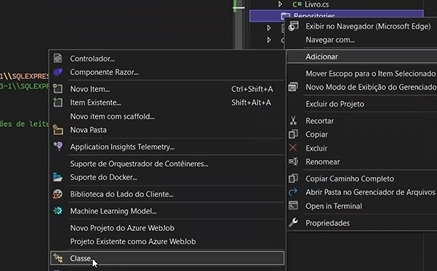 Livro.cs
Repositories
Exibir no Navegador (Microsoft Edge)
Navegar com...
Adicionar
Mover Escopo para o Item Selecionado
Novo Modo de Exibição do Gerenciado
Excluir do Projeto
Recortar
Copiar
Excluir
Renomear
Copiar Caminho Completo
Abrir Pasta no Gerenciador de Arquivos
Open in Terminal
Propriedades
Controlador...
Componente Razor...
Novo Item... Ctrl+Shift+A
Item Existente... Shift+Alt+A
Novo item com scaffold...
Nova Pasta
Application Insights Telemetry...
Suporte de Orquestrador de Contêineres...
Suporte do Docker...
Biblioteca do Lado do Cliente...
Machine Learning Model...
Novo Projeto do Azure WebJob
Projeto Existente como Azure WebJob
Classe...
1\\SQLEXPRES
3-1\\SQLEXPR
ões de leitu